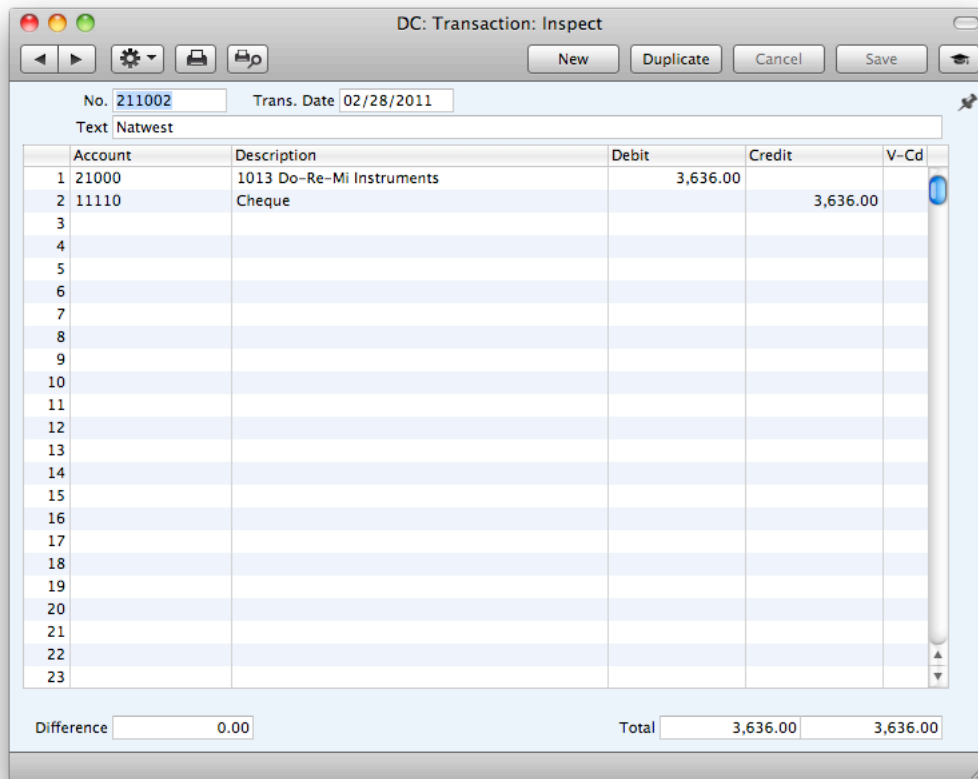 DC: Transaction: Inspect
New Duplicate Cancel Save
No. 211002 Trans. Date 02/28/2011
Text Natwest
Account Description Debit Credit V-Cd
1 21000 1013 Do-Re-Mi Instruments 3,636.00
2 11110 Cheque 3,636.00
3
4
5
6
7
8
9
10
11
12
13
14
15
16
17
18
19
20
21
22
23
Difference 0.00 Total 3,636.00 3,636.00